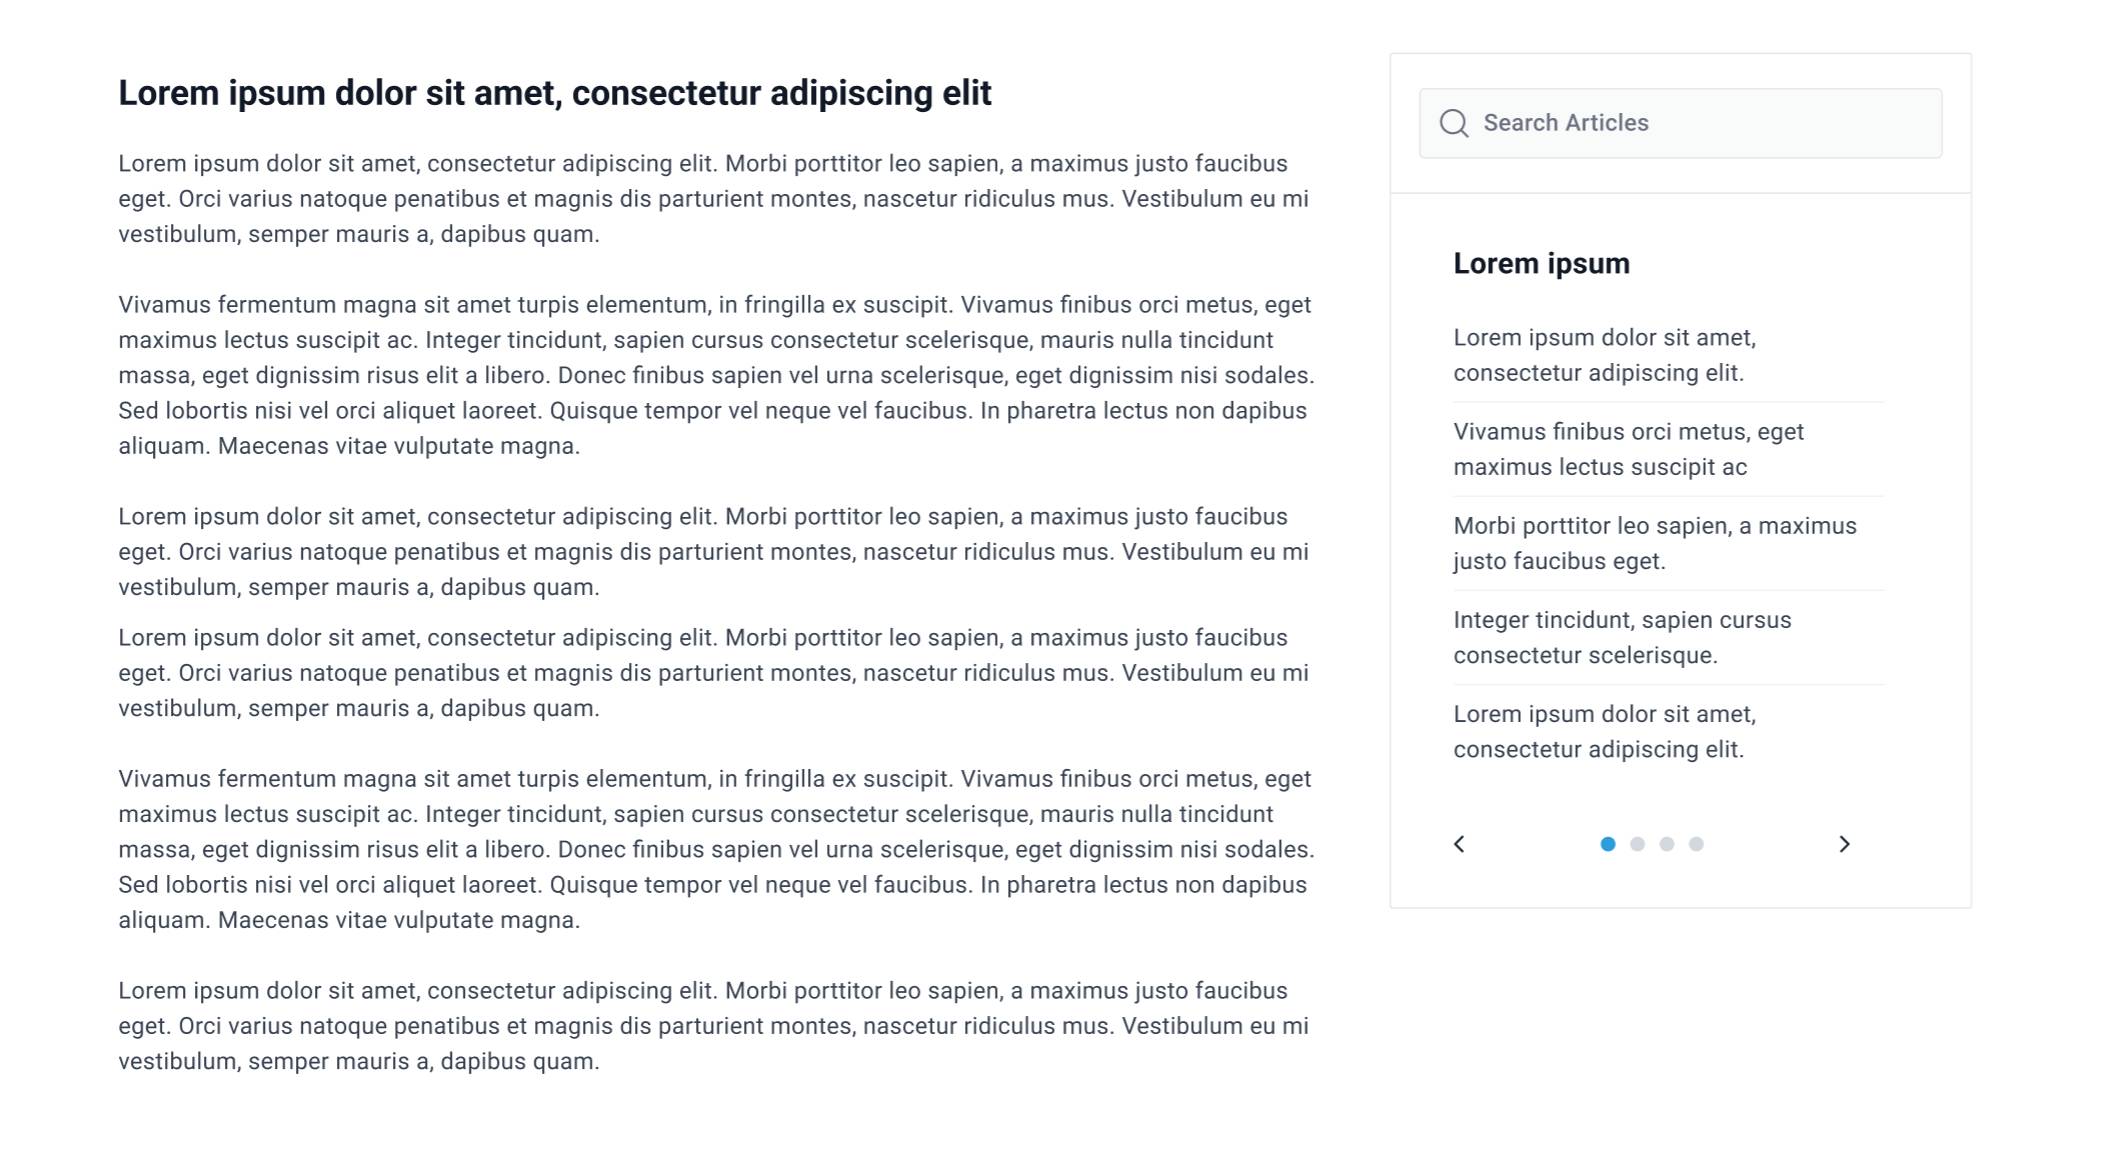 Lorem ipsum dolor sit amet, consectetur adipiscing elit
Lorem ipsum dolor sit amet, consectetur adipiscing elit. Morbi porttitor leo sapien, a maximus justo faucibus
eget. Orci varius natoque penatibus et magnis dis parturient montes, nascetur ridiculus mus. Vestibulum eu mi
vestibulum, semper mauris a, dapibus quam.
Vivamus fermentum magna sit amet turpis elementum, in fringilla ex suscipit. Vivamus finibus orci metus, eget
maximus lectus suscipit ac. Integer tincidunt, sapien cursus consectetur scelerisque, mauris nulla tincidunt
massa, eget dignissim risus elit a libero. Donec finibus sapien vel urna scelerisque, eget dignissim nisi sodales.
Sed lobortis nisi vel orci aliquet laoreet. Quisque tempor vel neque vel faucibus. In pharetra lectus non dapibus
aliquam. Maecenas vitae vulputate magna.
Lorem ipsum dolor sit amet, consectetur adipiscing elit. Morbi porttitor leo sapien, a maximus justo faucibus
eget. Orci varius natoque penatibus et magnis dis parturient montes, nascetur ridiculus mus. Vestibulum eu mi
vestibulum, semper mauris a, dapibus quam.
Lorem ipsum dolor sit amet, consectetur adipiscing elit. Morbi porttitor leo sapien, a maximus justo faucibus
eget. Orci varius natoque penatibus et magnis dis parturient montes, nascetur ridiculus mus. Vestibulum eu mi
vestibulum, semper mauris a, dapibus quam.
Vivamus fermentum magna sit amet turpis elementum, in fringilla ex suscipit. Vivamus finibus orci metus, eget
maximus lectus suscipit ac. Integer tincidunt, sapien cursus consectetur scelerisque, mauris nulla tincidunt
massa, eget dignissim risus elit a libero. Donec finibus sapien vel urna scelerisque, eget dignissim nisi sodales.
Sed lobortis nisi vel orci aliquet laoreet. Quisque tempor vel neque vel faucibus. In pharetra lectus non dapibus
aliquam. Maecenas vitae vulputate magna.
Lorem ipsum dolor sit amet, consectetur adipiscing elit. Morbi porttitor leo sapien, a maximus justo faucibus
eget. Orci varius natoque penatibus et magnis dis parturient montes, nascetur ridiculus mus. Vestibulum eu mi
vestibulum, semper mauris a, dapibus quam.
Search Articles
Lorem ipsum
Lorem ipsum dolor sit amet,
consectetur adipiscing elit.
Vivamus finibus orci metus, eget
maximus lectus suscipit ac
Morbi porttitor leo sapien, a maximus
justo faucibus eget.
Integer tincidunt, sapien cursus
consectetur scelerisque.
Lorem ipsum dolor sit amet,
consectetur adipiscing elit.